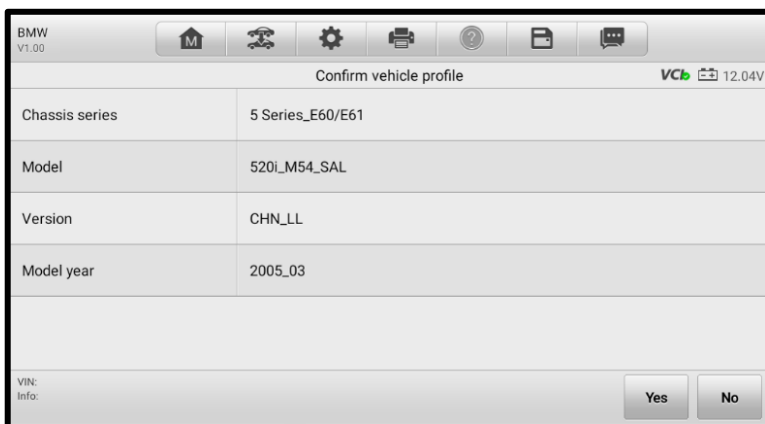 BMW
V1.00
M
?
Confirm vehicle profile
VCI 12.04V
Chassis series 5 Series_E60/E61
Model 520i_M54_SAL
Version CHN_LL
Model year 2005_03
VIN:
Info:
Yes No